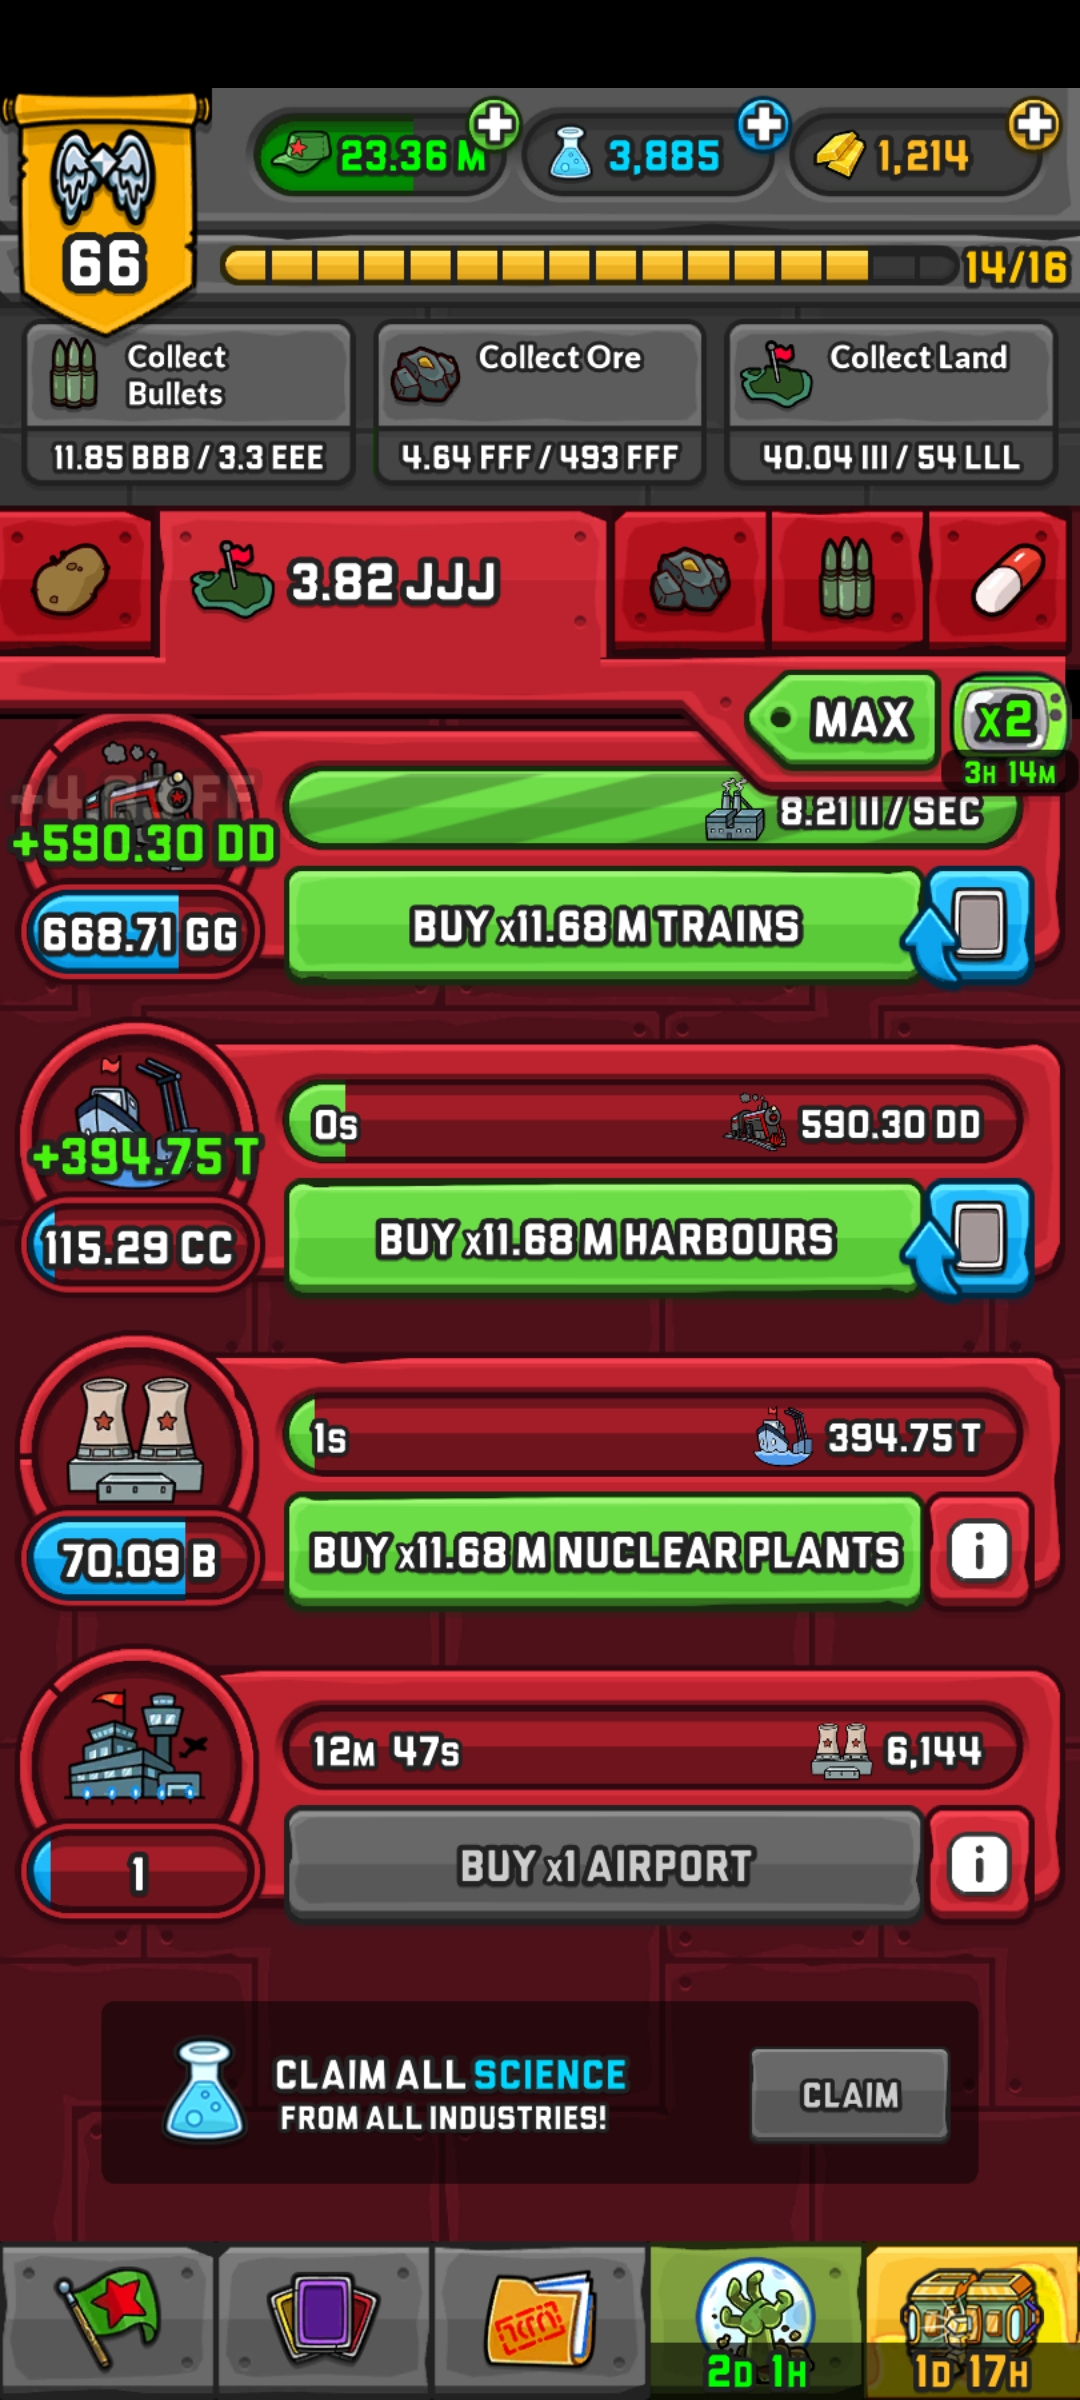 23.36 M
3,885
1,214
66
14/16
Collect
Bullets
11.85 BBB / 3.3 EEE
Collect Ore
4.64 FFF / 493 FFF
Collect Land
40.04 III / 54 LLL
3.82 JJJ
MAX
x2
3H 14M
+590.30 DD
8.21 II / SEC
668.71 GG
BUY x11.68 M TRAINS
+394.75 T
0s
590.30 DD
115.29 CC
BUY x11.68 M HARBOURS
1s
394.75 T
70.09 B
BUY x11.68 M NUCLEAR PLANTS
i
12M 47s
6,144
1
BUY x1 AIRPORT
i
CLAIM ALL SCIENCE
FROM ALL INDUSTRIES!
CLAIM
2D 1H
1D 17H